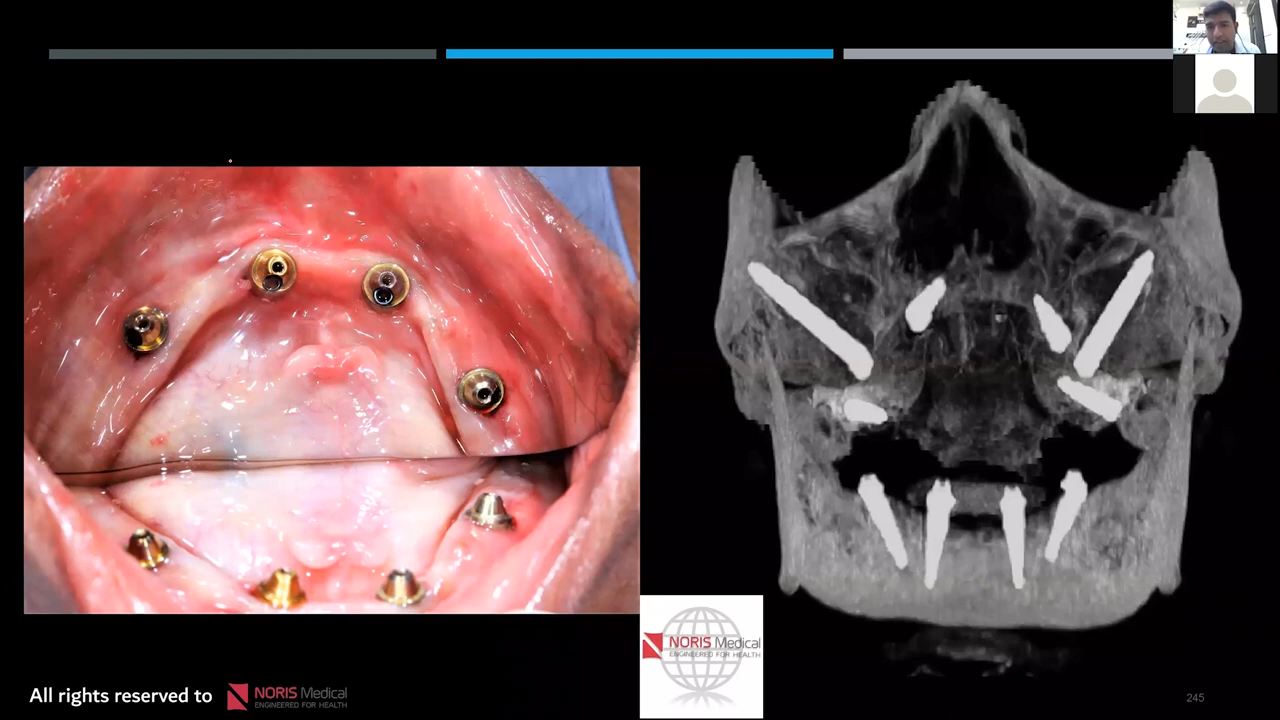 NORIS Medical
ENGINEERED FOR HEALTH
All rights reserved to
NORIS Medical
ENGINEERED FOR HEALTH
245